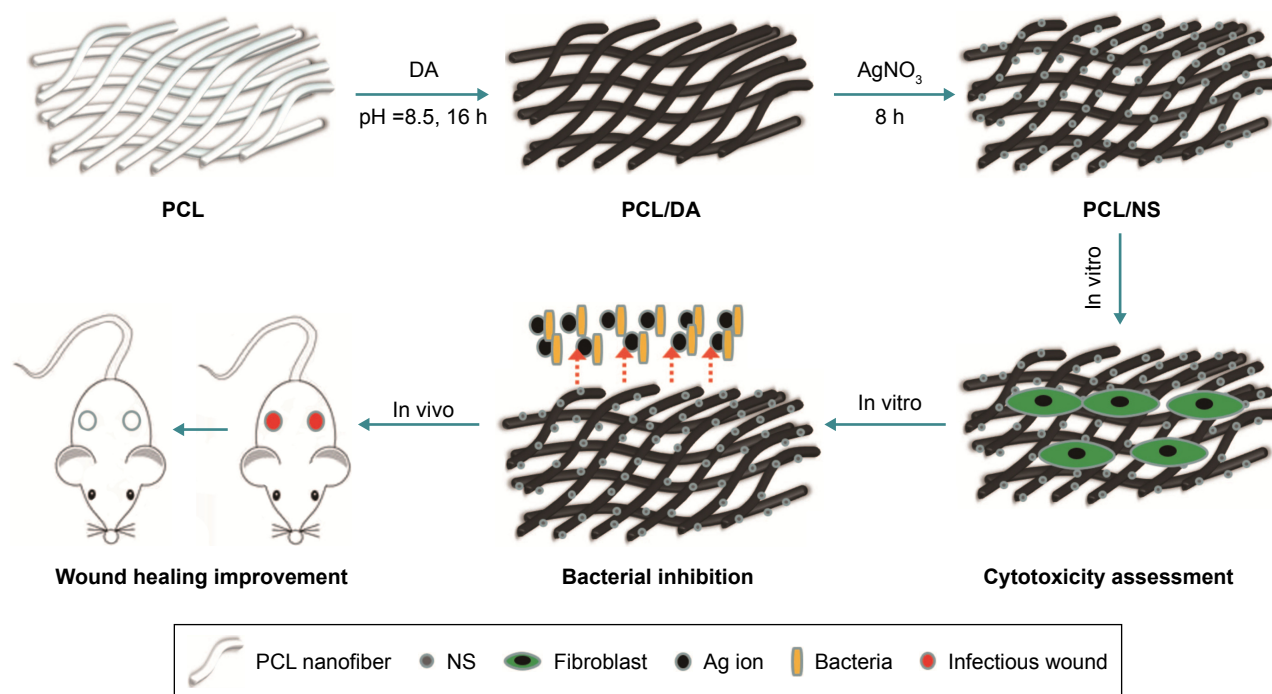 DA
pH =8.5, 16 h
AgNO₃
8 h
PCL
PCL/DA
PCL/NS
In vitro
In vivo
In vitro
Wound healing improvement
Bacterial inhibition
Cytotoxicity assessment
PCL nanofiber
NS
Fibroblast
Ag ion
Bacteria
Infectious wound